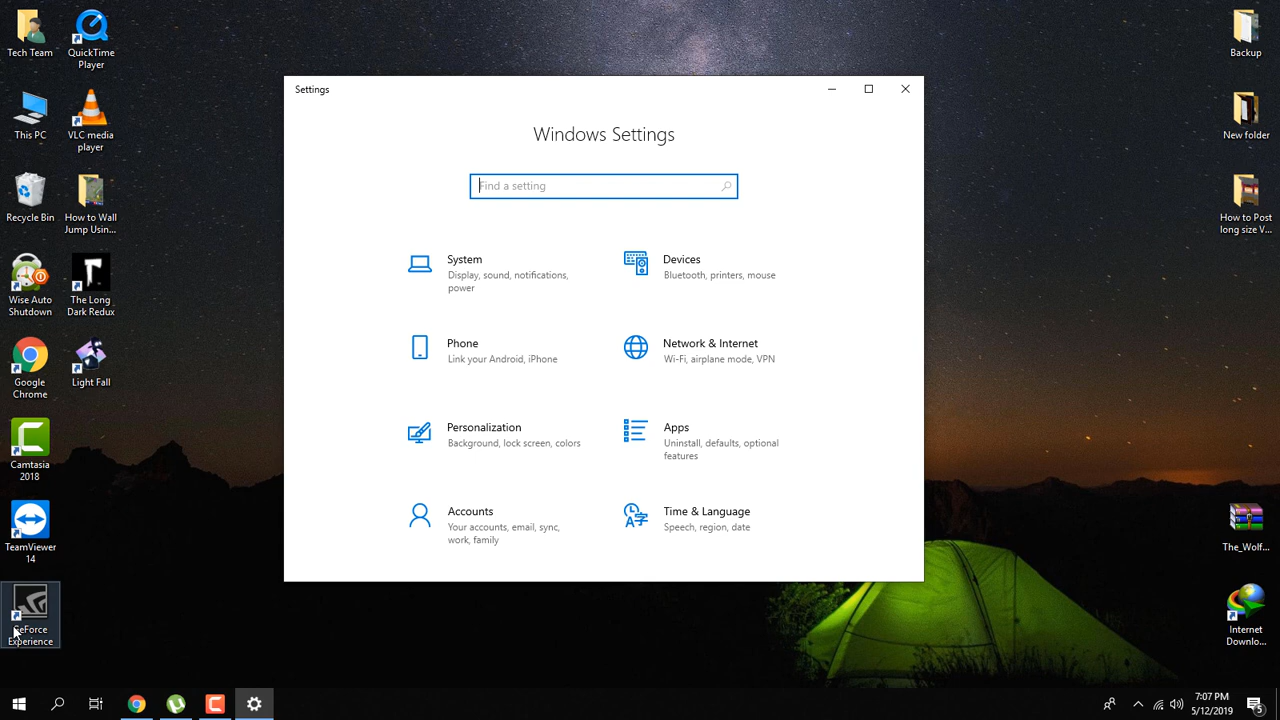 Tech Team
QuickTime
Player
This PC
VLC media
player
Recycle Bin
How to Wall
Jump Usin...
Wise Auto
Shutdown
The Long
Dark Redux
Google
Chrome
Light Fall
Camtasia
2018
TeamViewer
14
GeForce
Experience
Settings
Windows Settings
Find a setting
System
Display, sound, notifications,
power
Devices
Bluetooth, printers, mouse
Phone
Link your Android, iPhone
Network & Internet
Wi-Fi, airplane mode, VPN
Personalization
Background, lock screen, colors
Apps
Uninstall, defaults, optional
features
Accounts
Your accounts, email, sync,
work, family
Time & Language
Speech, region, date
Backup
New folder
How to Post
long size V...
The_Wolf...
Internet
Downlo...
7:07 PM
5/12/2019
5